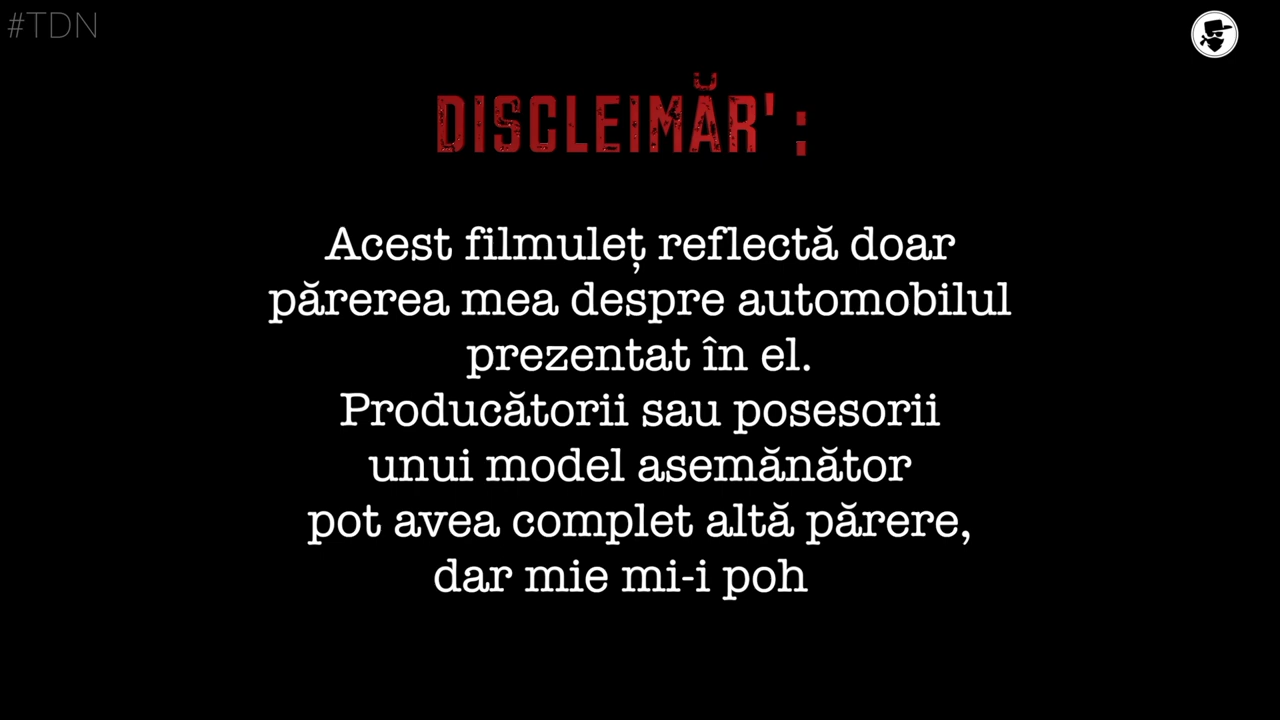 #TDN
DISCLEIMĂR' :
Acest filmuleț reflectă doar
părerea mea despre automobilul
prezentat în el.
Producătorii sau posesorii
unui model asemănător
pot avea complet altă părere,
dar mie mi-i poh